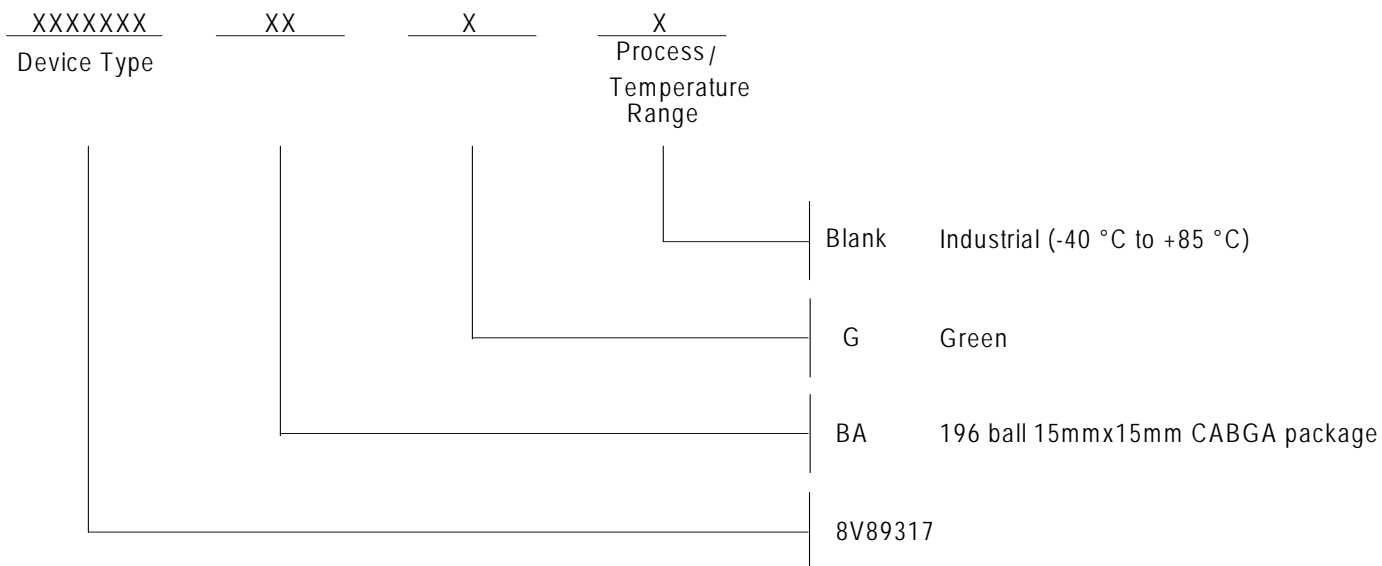 XXXXXXX XX X X
Device Type
Process/
Temperature
Range
Blank Industrial (-40 °C to +85 °C)
G Green
BA 196 ball 15mmx15mm CABGA package
8V89317